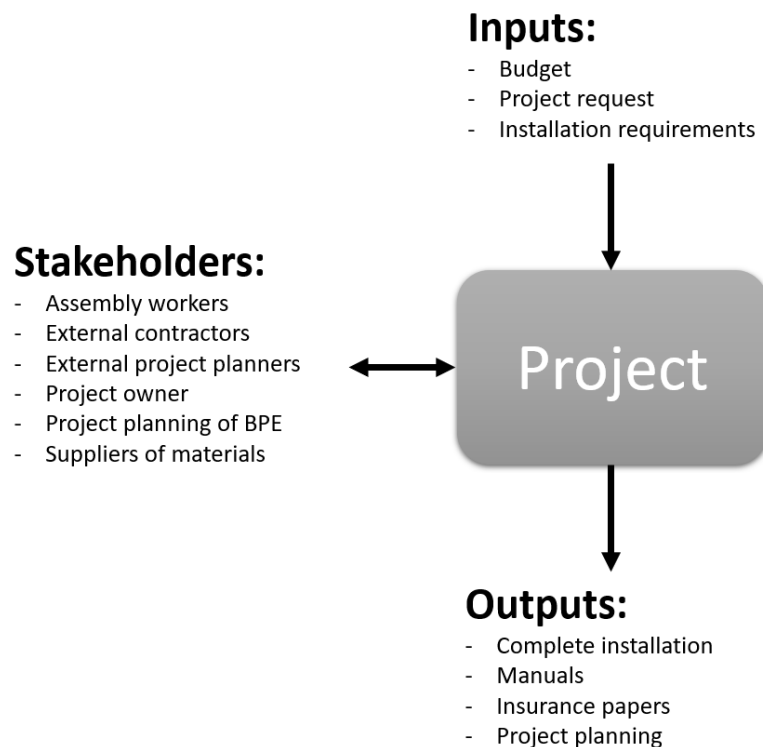 Inputs:
- Budget
- Project request
- Installation requirements
Stakeholders:
- Assembly workers
- External contractors
- External project planners
- Project owner
- Project planning of BPE
- Suppliers of materials
Project
Outputs:
- Complete installation
- Manuals
- Insurance papers
- Project planning